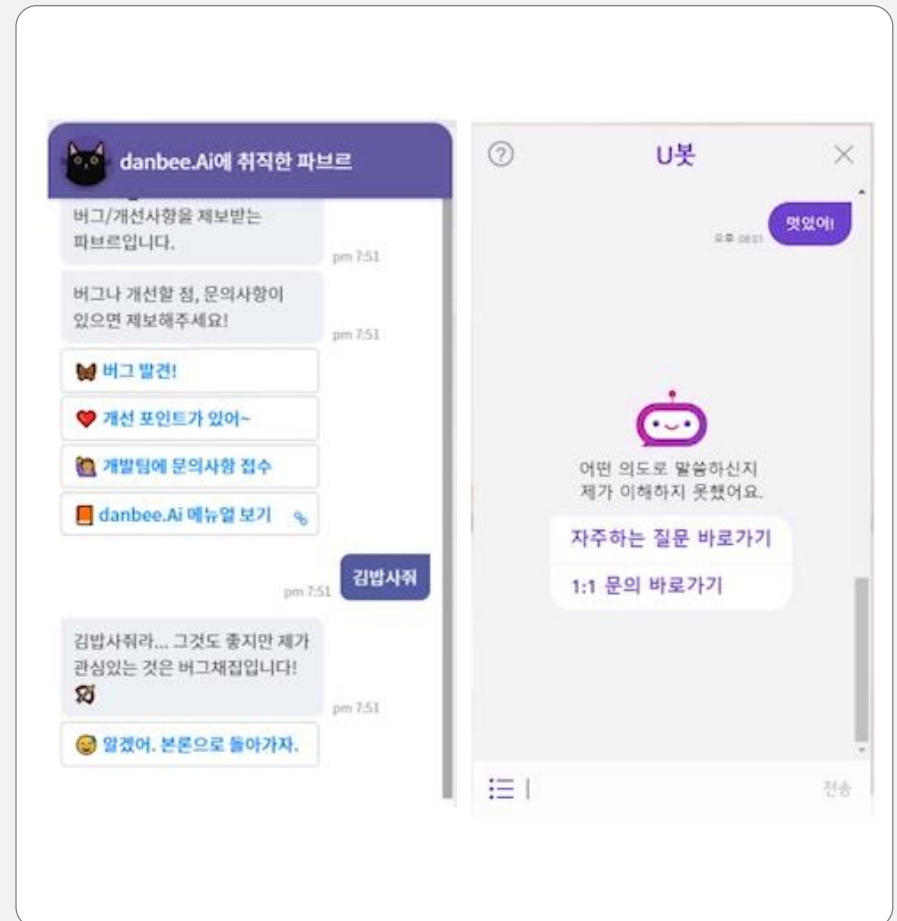 danbee.Ai에 취직한 파브르
버그/개선사항을 제보받는
파브르입니다.
pm 7:51
버그나 개선할 점, 문의사항이
있으면 제보해주세요!
pm 7:51
버그 발견!
개선 포인트가 있어~
개발팀에 문의사항 접수
danbee.Ai 메뉴얼 보기
김밥사줘
pm 7:51
김밥사줘라... 그것도 좋지만 제가
관심있는 것은 버그채집입니다!
pm 7:51
알겠어. 본론으로 돌아가자.
U봇
멋있어!
오후 06:01
어떤 의도로 말씀하신지
제가 이해하지 못했어요.
자주하는 질문 바로가기
1:1 문의 바로가기
전송